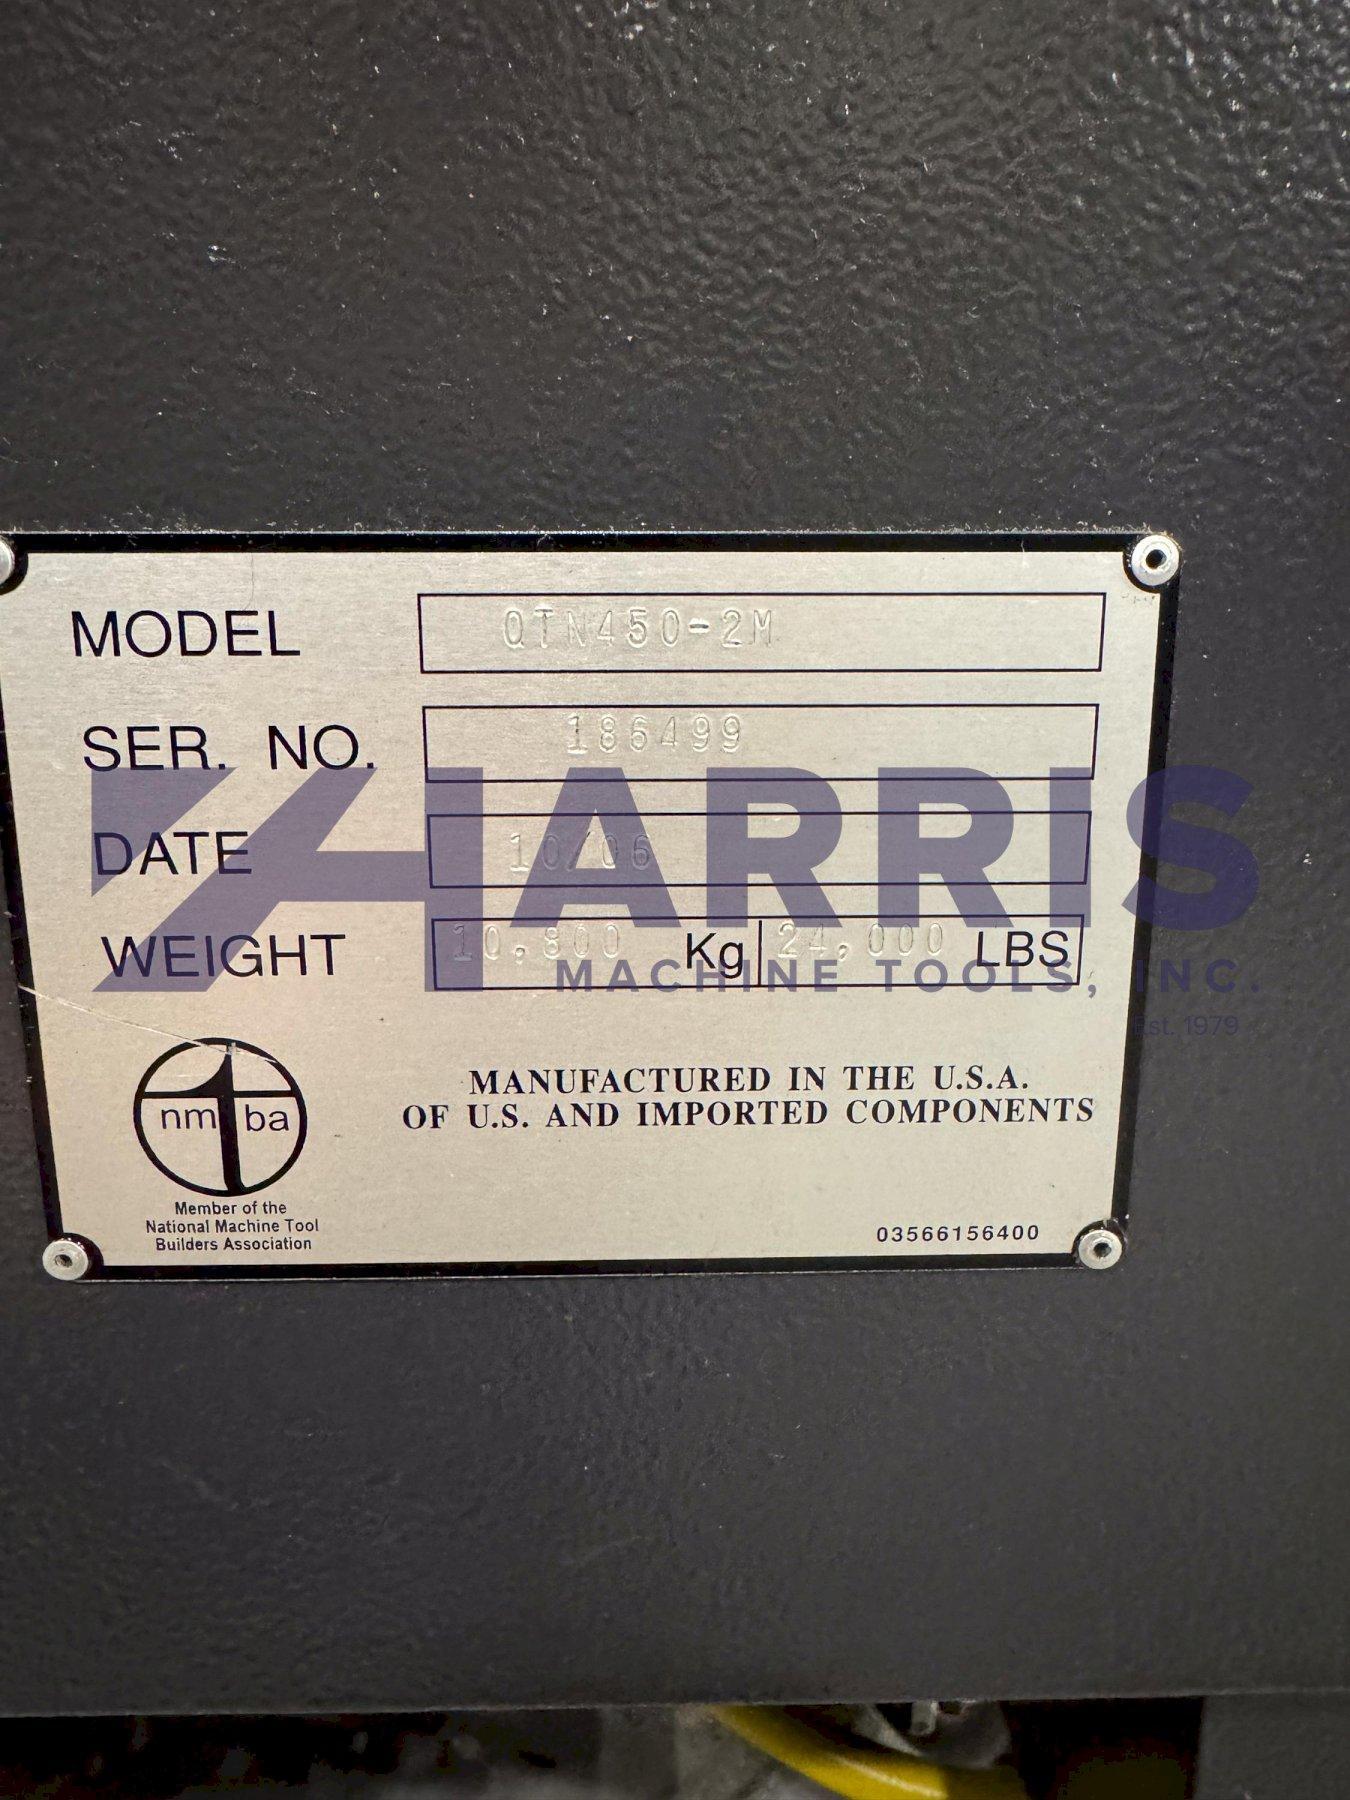 MODEL QTN450-2M
SER. NO. 186499
DATE 10/06
WEIGHT 10,800 Kg 24,000 LBS
HARRIS
MACHINE TOOLS, INC.
Est. 1979
nm ba
MANUFACTURED IN THE U.S.A.
OF U.S. AND IMPORTED COMPONENTS
Member of the
National Machine Tool
Builders Association
03566156400